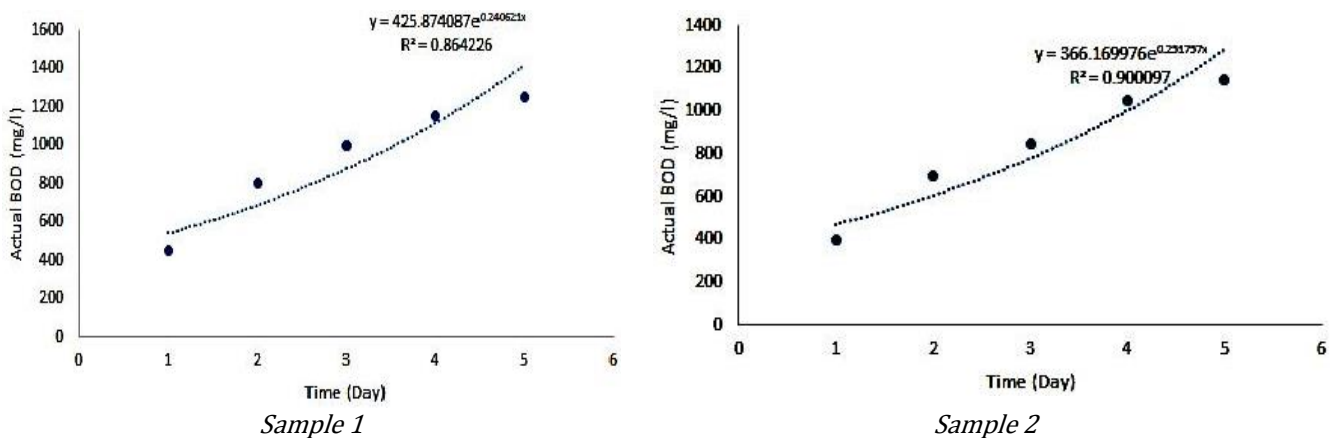 y = 425.874087e^0.240621x
R² = 0.864226
1600
1400
1200
1000
800
600
400
200
0
Actual BOD (mg/l)
0 1 2 3 4 5 6
Time (Day)
Sample 1
y = 366.169976e^0.251757x
R² = 0.900097
1400
1200
1000
800
600
400
200
0
Actual BOD (mg/l)
0 1 2 3 4 5 6
Time (Day)
Sample 2